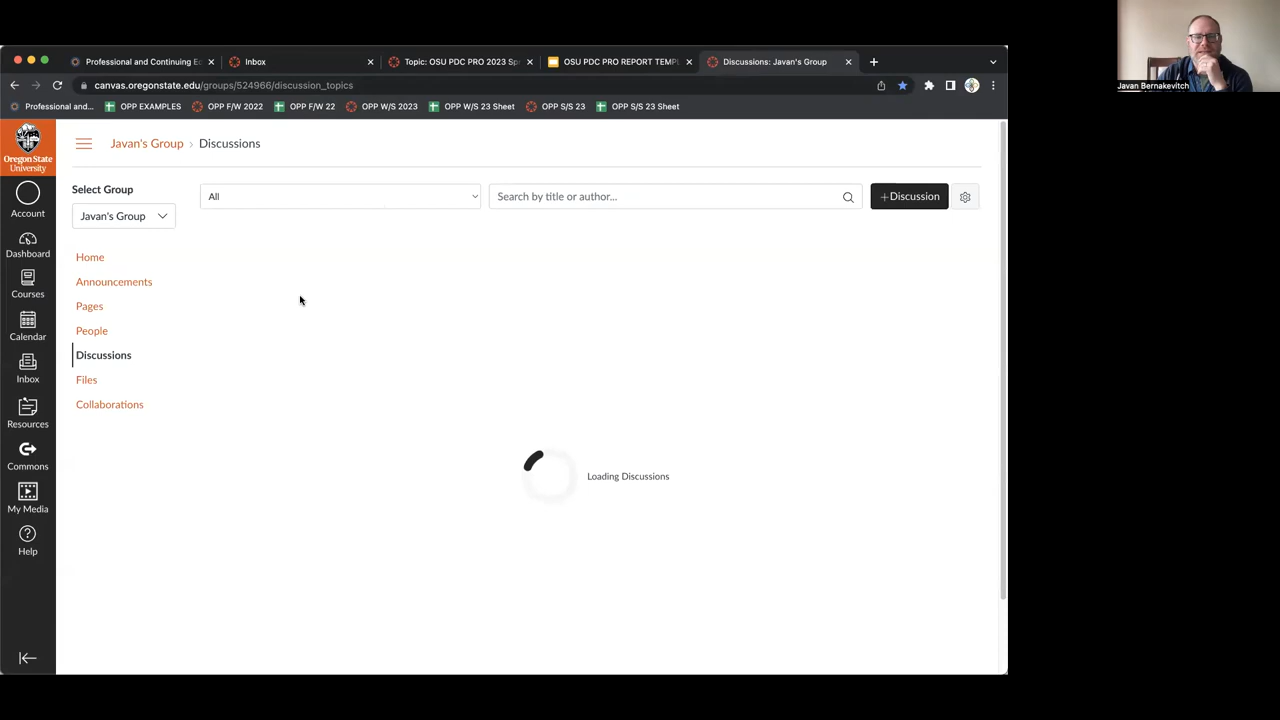 Javan Bernakevitch
Professional and Continuing Ec
Inbox
Topic: OSU PDC PRO 2023 Sp
OSU PDC PRO REPORT TEMPL
Discussions: Javan's Group
canvas.oregonstate.edu/groups/524966/discussion_topics
Professional and...
OPP EXAMPLES
OPP F/W 2022
OPP F/W 22
OPP W/S 2023
OPP W/S 23 Sheet
OPP S/S 23
OPP S/S 23 Sheet
Oregon State
University
Account
Dashboard
Courses
Calendar
Inbox
Resources
Commons
My Media
Help
Javan's Group › Discussions
Select Group
Javan's Group
All
Search by title or author...
+Discussion
Home
Announcements
Pages
People
Discussions
Files
Collaborations
Loading Discussions